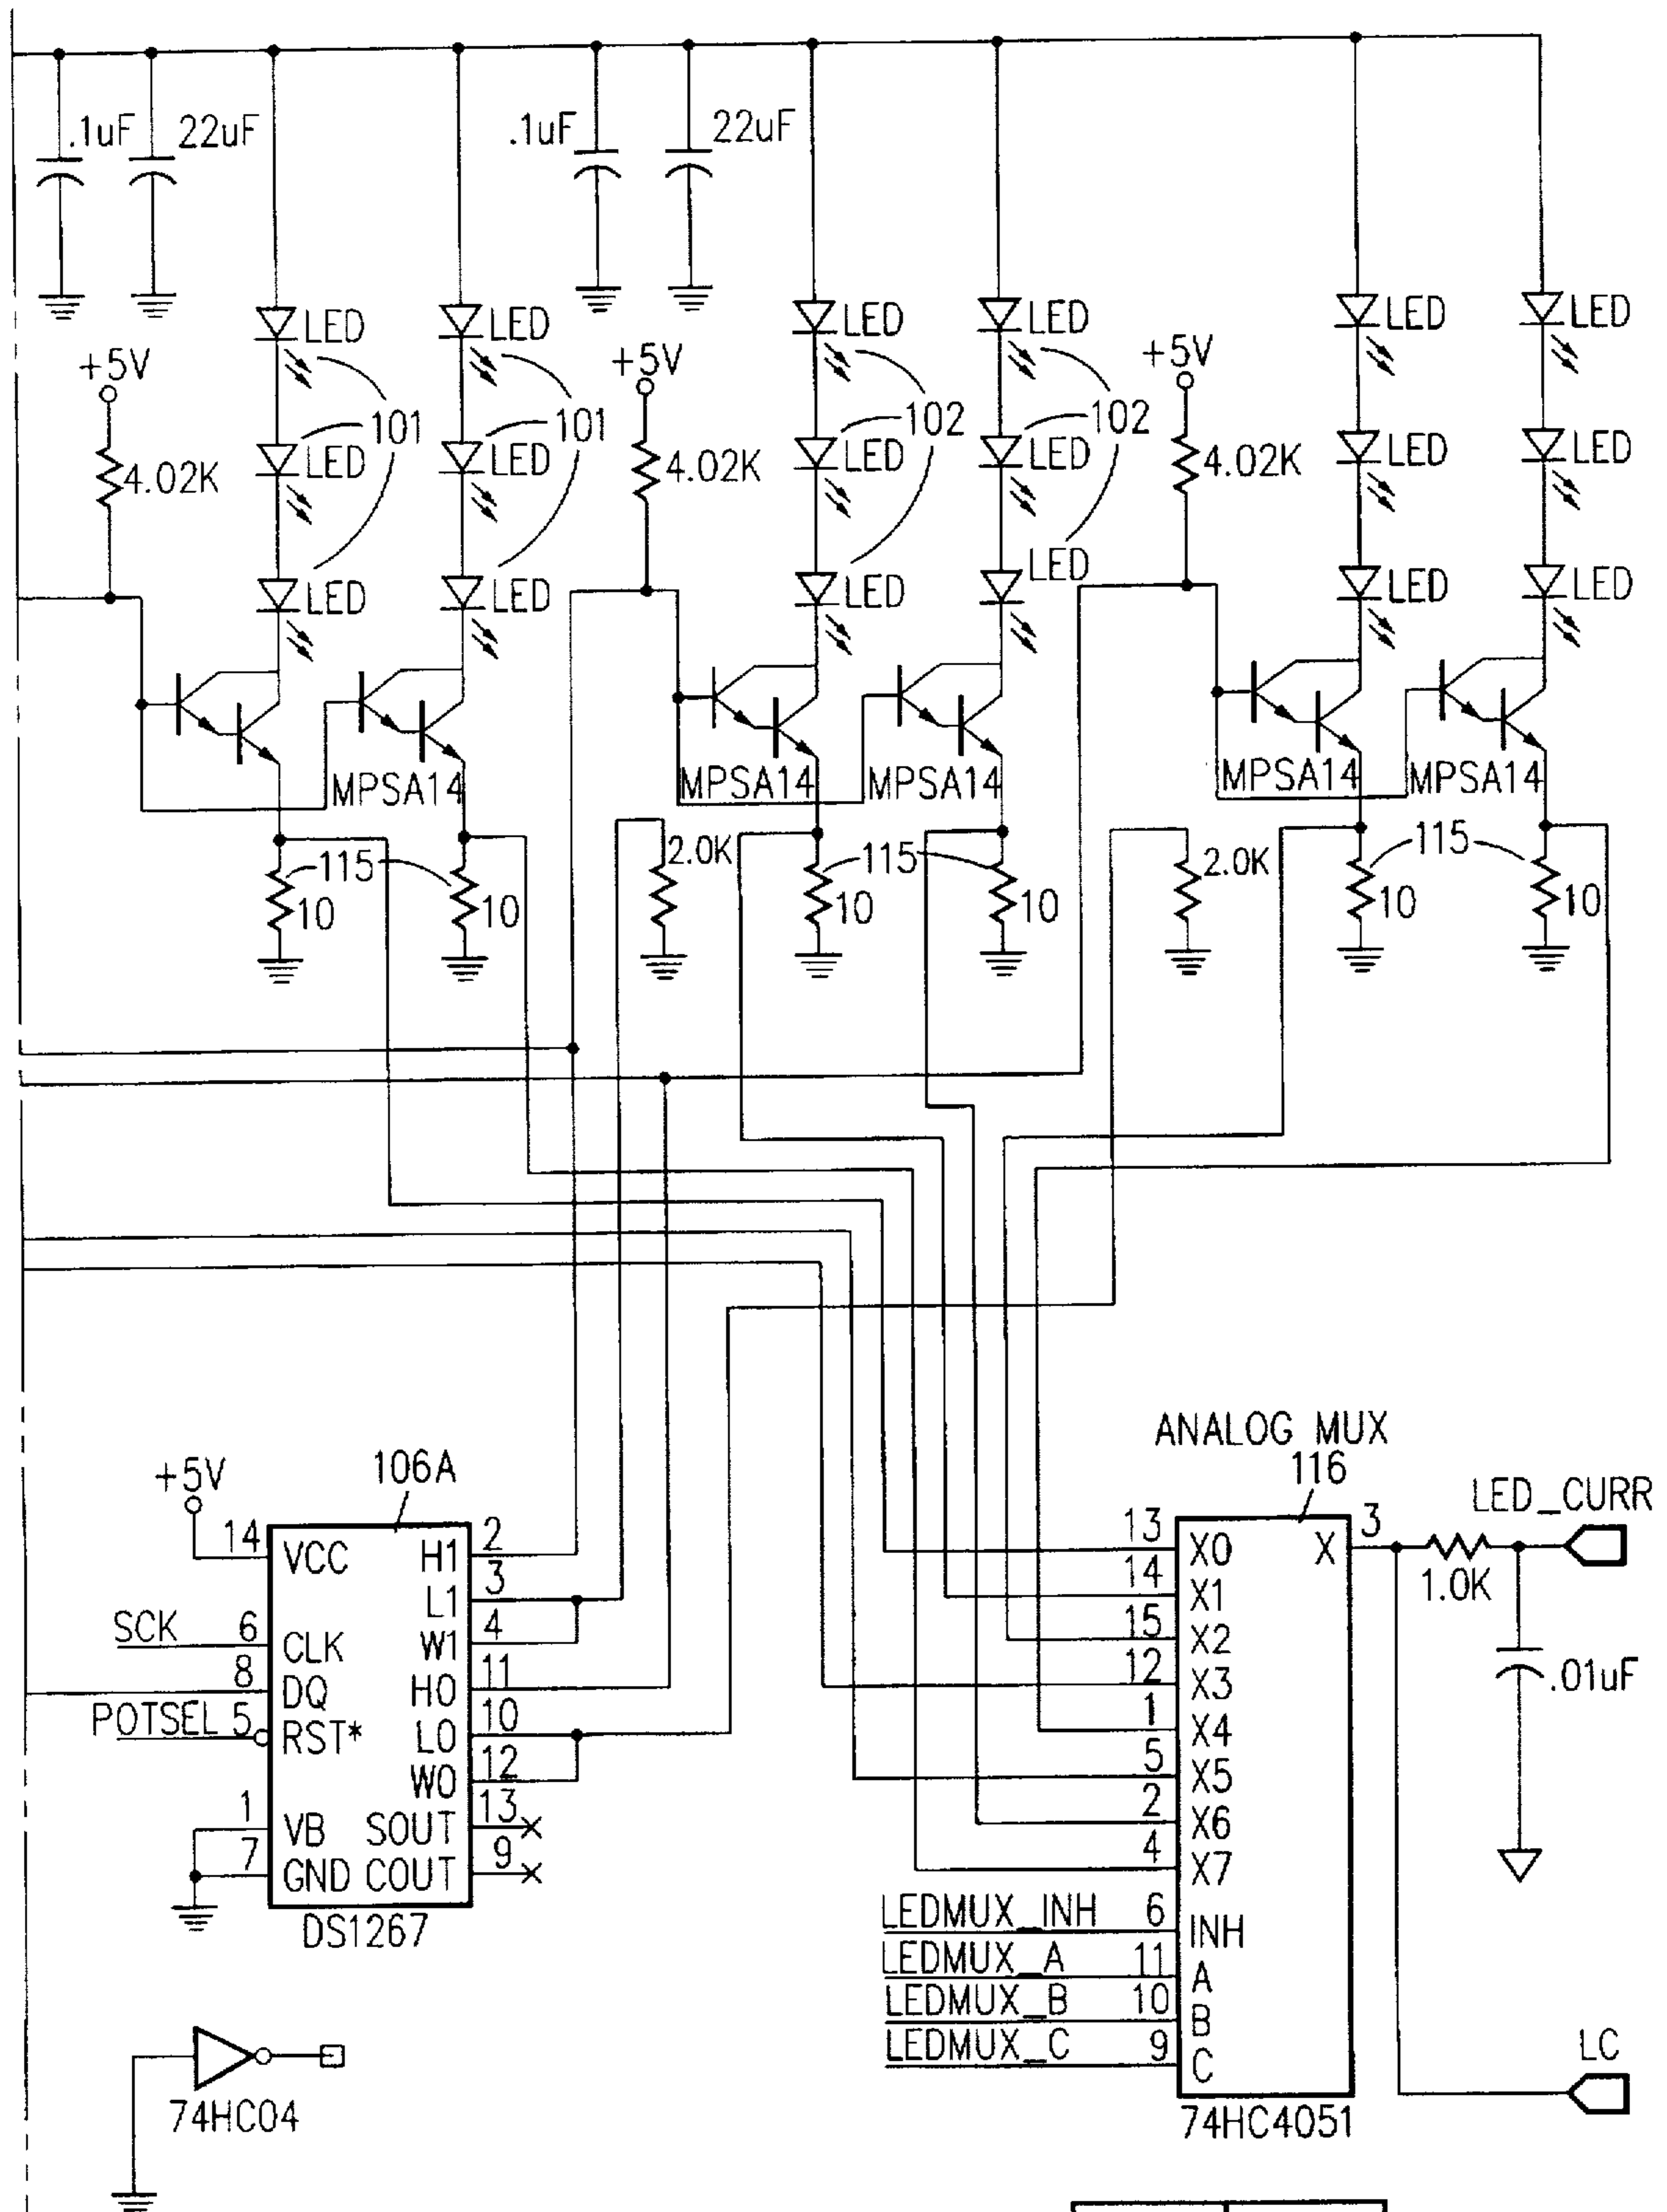 .1uF 22uF .1uF 22uF
LED LED LED LED LED LED
+5V +5V +5V
101 101 102 102
4.02K LED LED 4.02K LED LED 4.02K LED LED
LED LED LED LED LED LED
MPSA14 MPSA14 MPSA14 MPSA14 MPSA14
115 2.0K 115 2.0K 115
10 10 10 10 10 10
ANALOG MUX
116
106A
+5V
14 VCC H1 2
L1 3
SCK 6 CLK W1 4
8 DQ H0 11
POTSEL 5 RST* L0 10
W0 12
1 VB SOUT 13
7 GND COUT 9
DS1267
LED_CURR
13 X0 X 3
1.0K
14 X1
15 X2
12 X3
.01uF
1 X4
5 X5
2 X6
4 X7
LEDMUX_INH 6 INH
LEDMUX_A 11 A
LEDMUX_B 10 B
LEDMUX_C 9 C
LC
74HC04
74HC4051